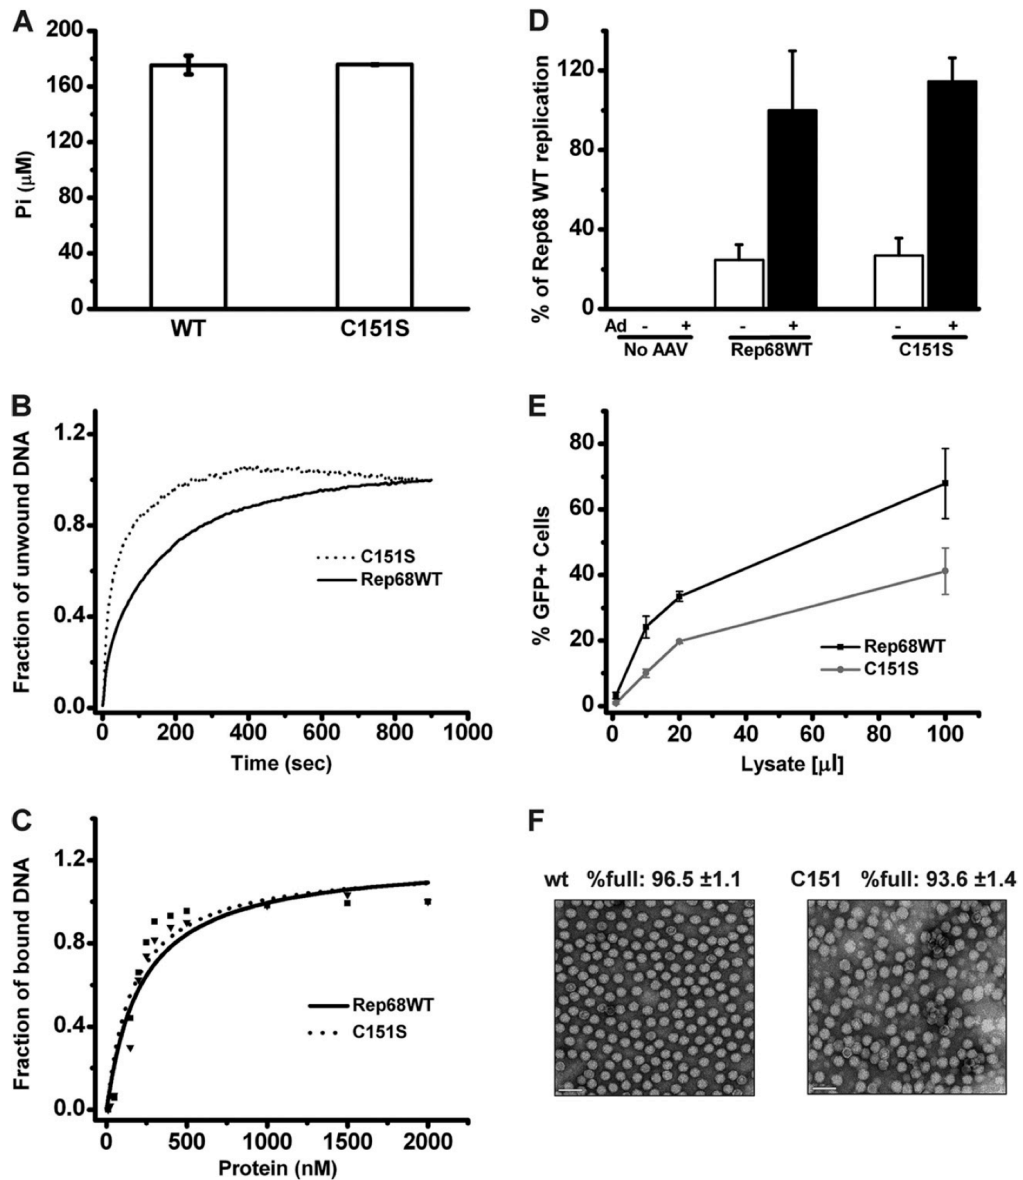 A
200
160
120
80
40
0
Pi (μM)
WT
C151S
B
1.2
0.8
0.4
0.0
Fraction of unwound DNA
C151S
Rep68WT
0
200
400
600
800
1000
Time (sec)
C
1.2
0.8
0.4
0.0
Fraction of bound DNA
Rep68WT
C151S
0
500
1000
1500
2000
Protein (nM)
D
120
80
40
0
% of Rep68 WT replication
Ad - + - + - +
No AAV
Rep68WT
C151S
E
80
60
40
20
0
% GFP+ Cells
Rep68WT
C151S
0
20
40
60
80
100
Lysate [μl]
F
wt %full: 96.5 ±1.1
C151 %full: 93.6 ±1.4